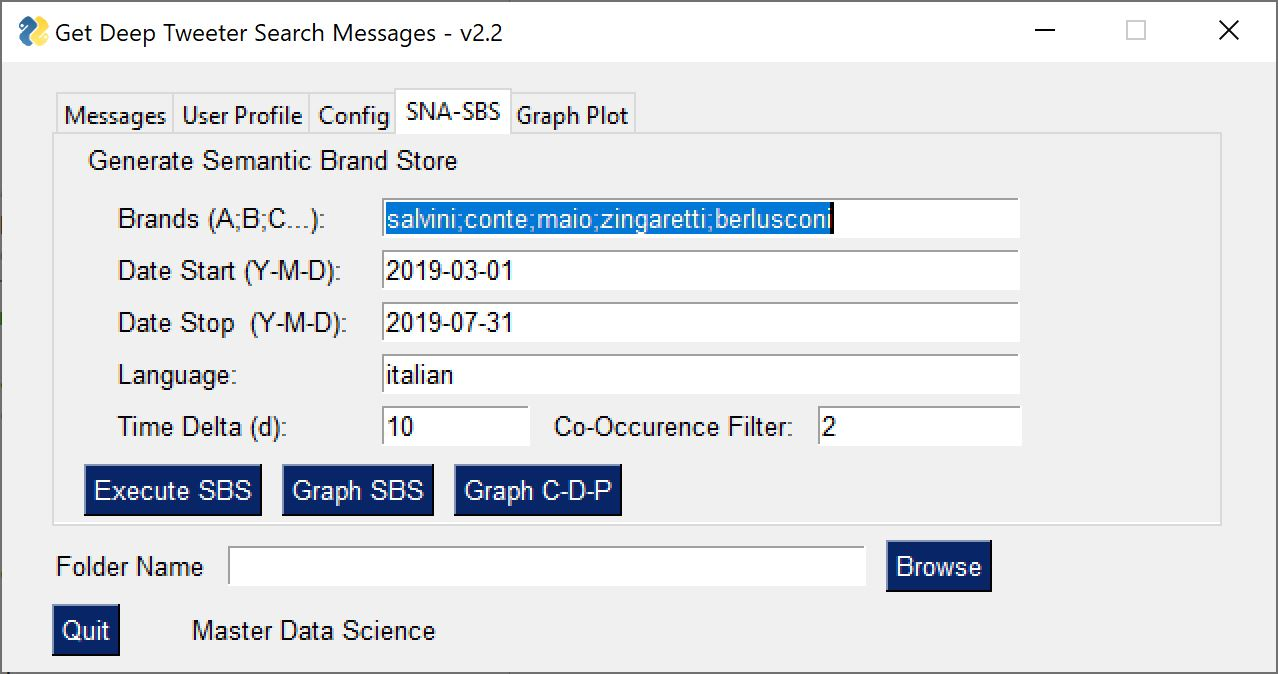 Get Deep Tweeter Search Messages - v2.2
Messages User Profile Config SNA-SBS Graph Plot
Generate Semantic Brand Store
Brands (A;B;C...): salvini;conte;maio;zingaretti;berlusconi
Date Start (Y-M-D): 2019-03-01
Date Stop (Y-M-D): 2019-07-31
Language: italian
Time Delta (d): 10 Co-Occurence Filter: 2
Execute SBS Graph SBS Graph C-D-P
Folder Name Browse
Quit Master Data Science